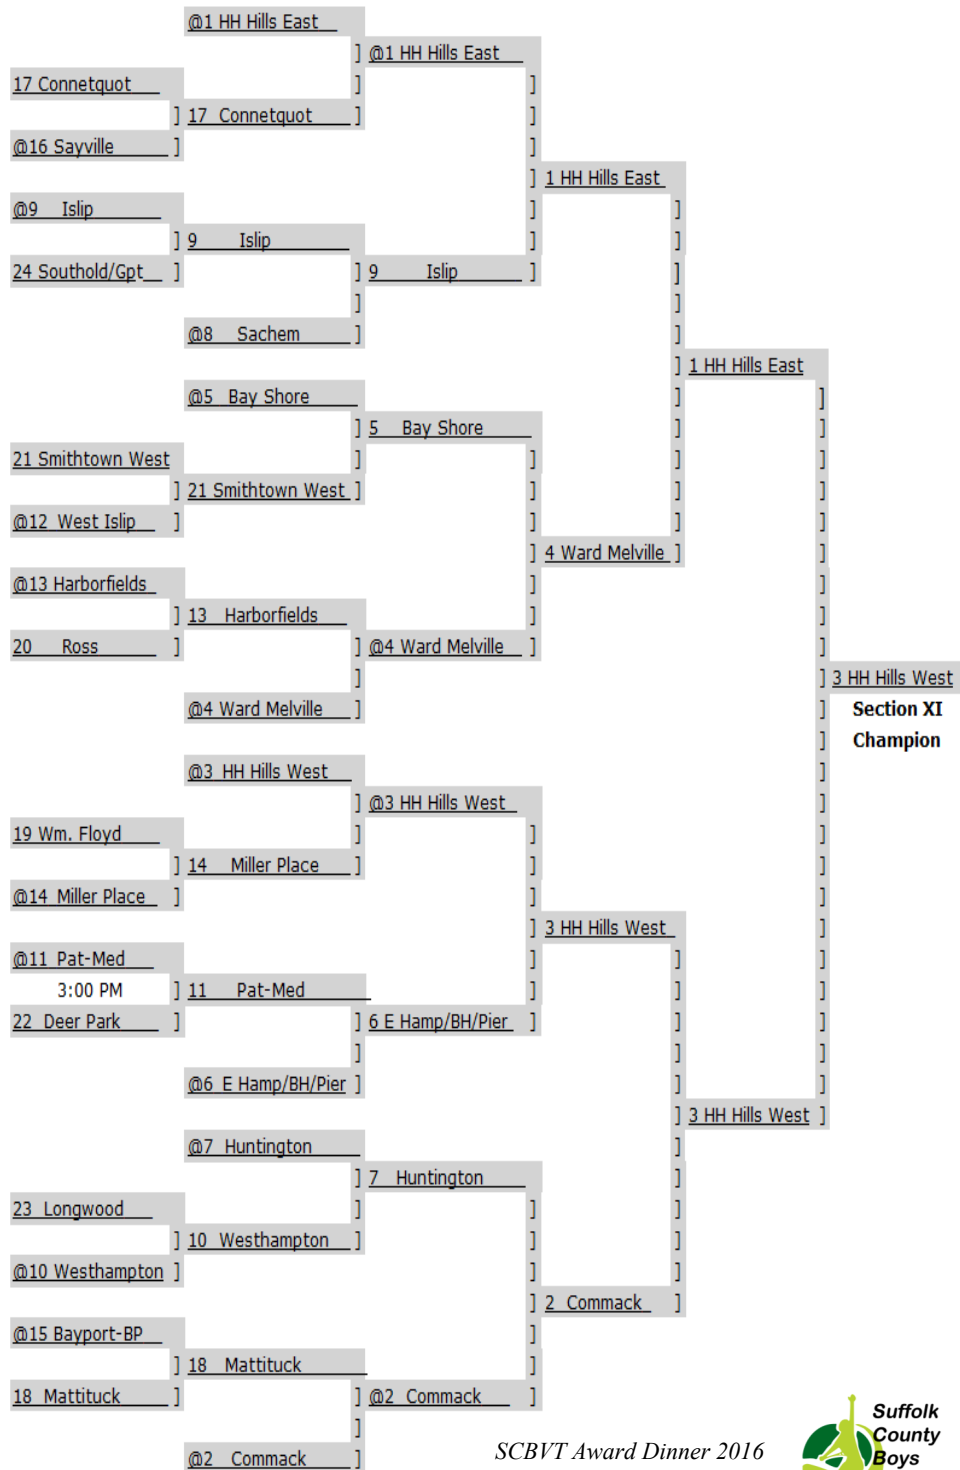 @1 HH Hills East
] @1 HH Hills East
17 Connetquot ] ]
] 17 Connetquot ] ]
@16 Sayville ] ]
] 1 HH Hills East
@9 Islip ] ]
] 9 Islip ] ]
24 Southold/Gpt ] ] 9 Islip ] ]
] ]
@8 Sachem ] ]
] 1 HH Hills East
@5 Bay Shore ] ]
] 5 Bay Shore ] ]
21 Smithtown West ] ] ] ]
] 21 Smithtown West ] ] ] ]
@12 West Islip ] ] ] ]
] 4 Ward Melville ] ]
@13 Harborfields ] ]
] 13 Harborfields ] ]
20 Ross ] ] @4 Ward Melville ] ]
] ] 3 HH Hills West
@4 Ward Melville ] ] Section XI
] Champion
@3 HH Hills West ]
] @3 HH Hills West ]
19 Wm. Floyd ] ] ]
] 14 Miller Place ] ] ]
@14 Miller Place ] ] ]
] 3 HH Hills West ]
@11 Pat-Med ] ] ]
3:00 PM ] 11 Pat-Med ] ] ]
22 Deer Park ] ] 6 E Hamp/BH/Pier ] ] ]
] ] ]
@6 E Hamp/BH/Pier ] ] ]
] 3 HH Hills West ]
@7 Huntington ]
] 7 Huntington ]
23 Longwood ] ] ]
] 10 Westhampton ] ] ]
@10 Westhampton ] ] ]
] 2 Commack ]
@15 Bayport-BP ]
] 18 Mattituck ]
18 Mattituck ] ] @2 Commack ]
]
@2 Commack ]
SCBVT Award Dinner 2016
Suffolk
County
Boys